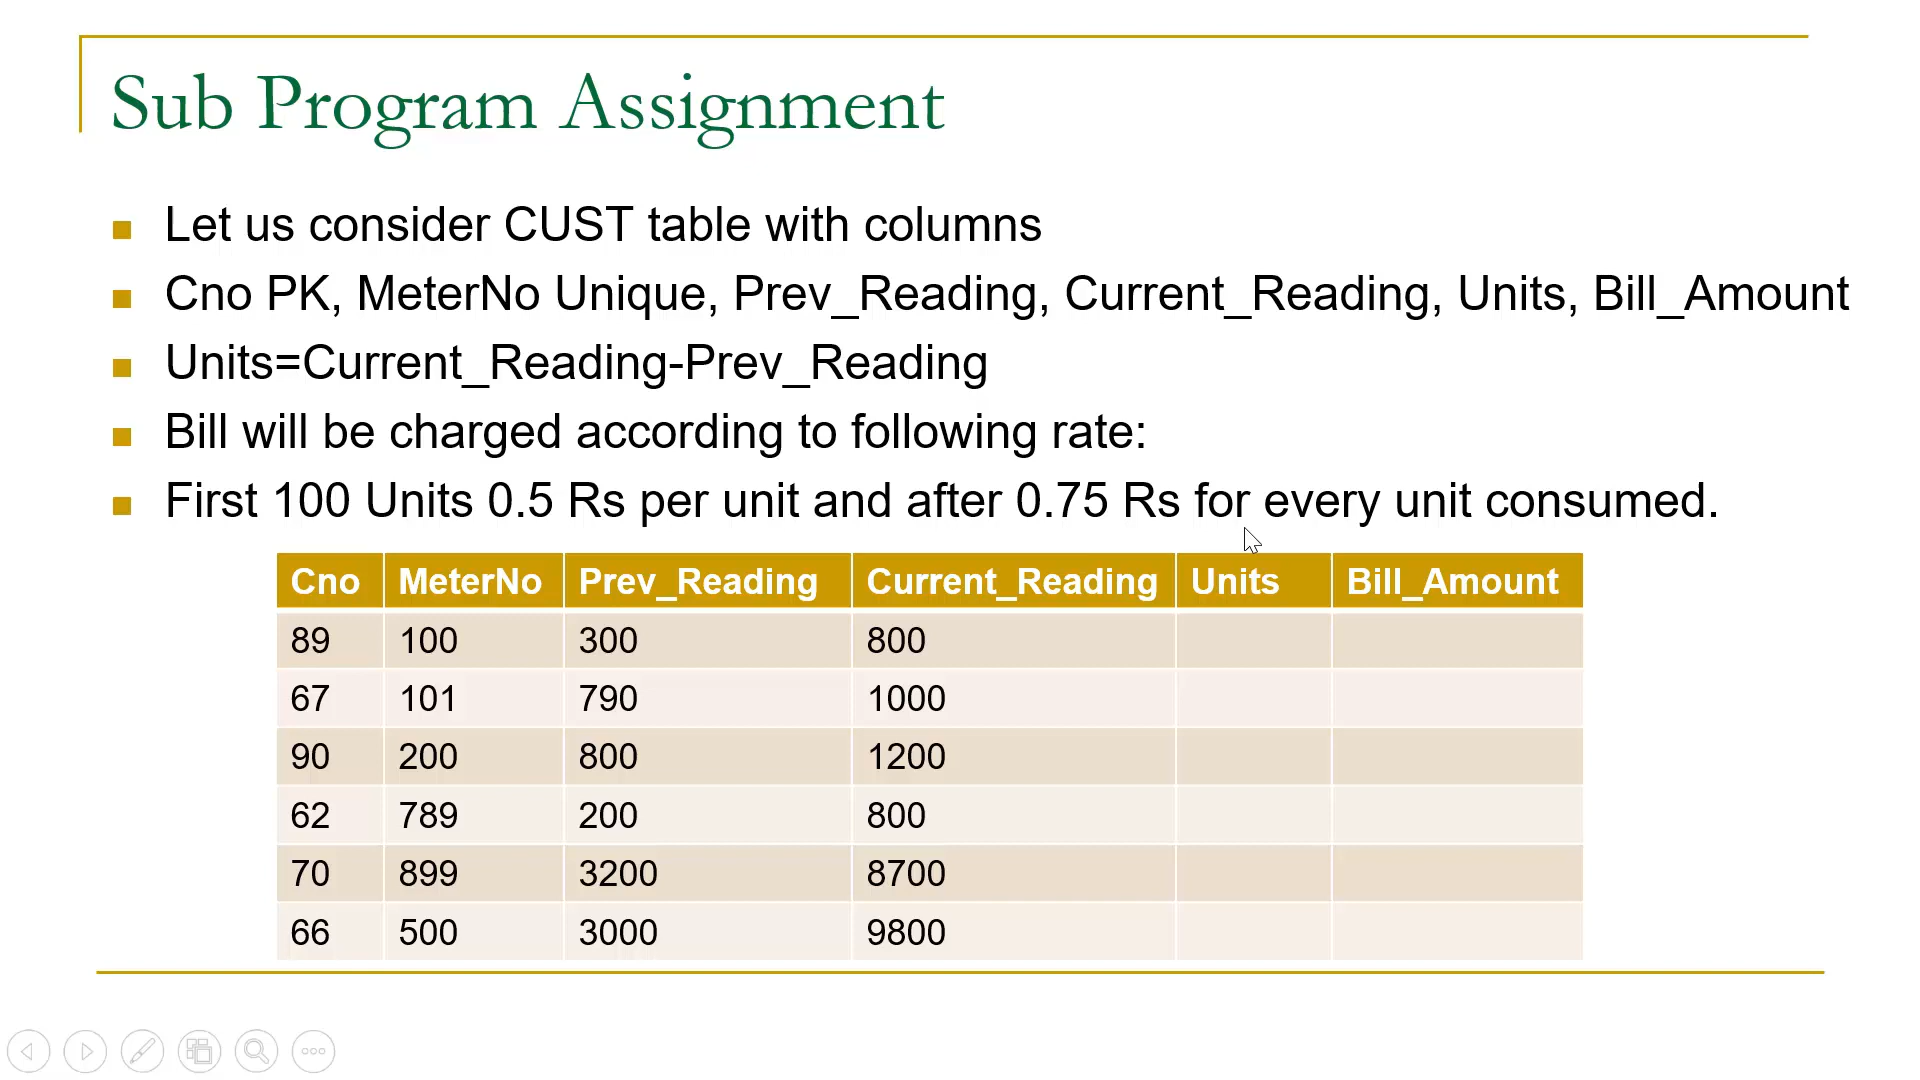 Sub Program Assignment
Let us consider CUST table with columns
Cno PK, MeterNo Unique, Prev_Reading, Current_Reading, Units, Bill_Amount
Units=Current_Reading-Prev_Reading
Bill will be charged according to following rate:
First 100 Units 0.5 Rs per unit and after 0.75 Rs for every unit consumed.
Cno MeterNo Prev_Reading Current_Reading Units Bill_Amount
89 100 300 800
67 101 790 1000
90 200 800 1200
62 789 200 800
70 899 3200 8700
66 500 3000 9800